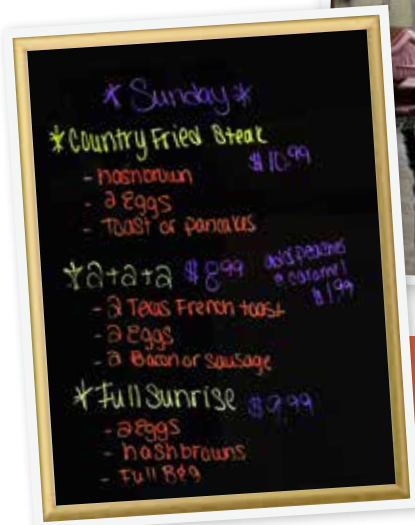 * Sunday *
* Country Fried Steak
$10.99
- hashbrown
- 2 Eggs
- Toast or pancakes
* 2+2+2 $8.99
add peaches
& caramel
$1.99
- 2 Texas French toast
- 2 Eggs
- 2 Bacon or sausage
* Full Sunrise $9.99
- 2 Eggs
- hashbrowns
- Full B&g